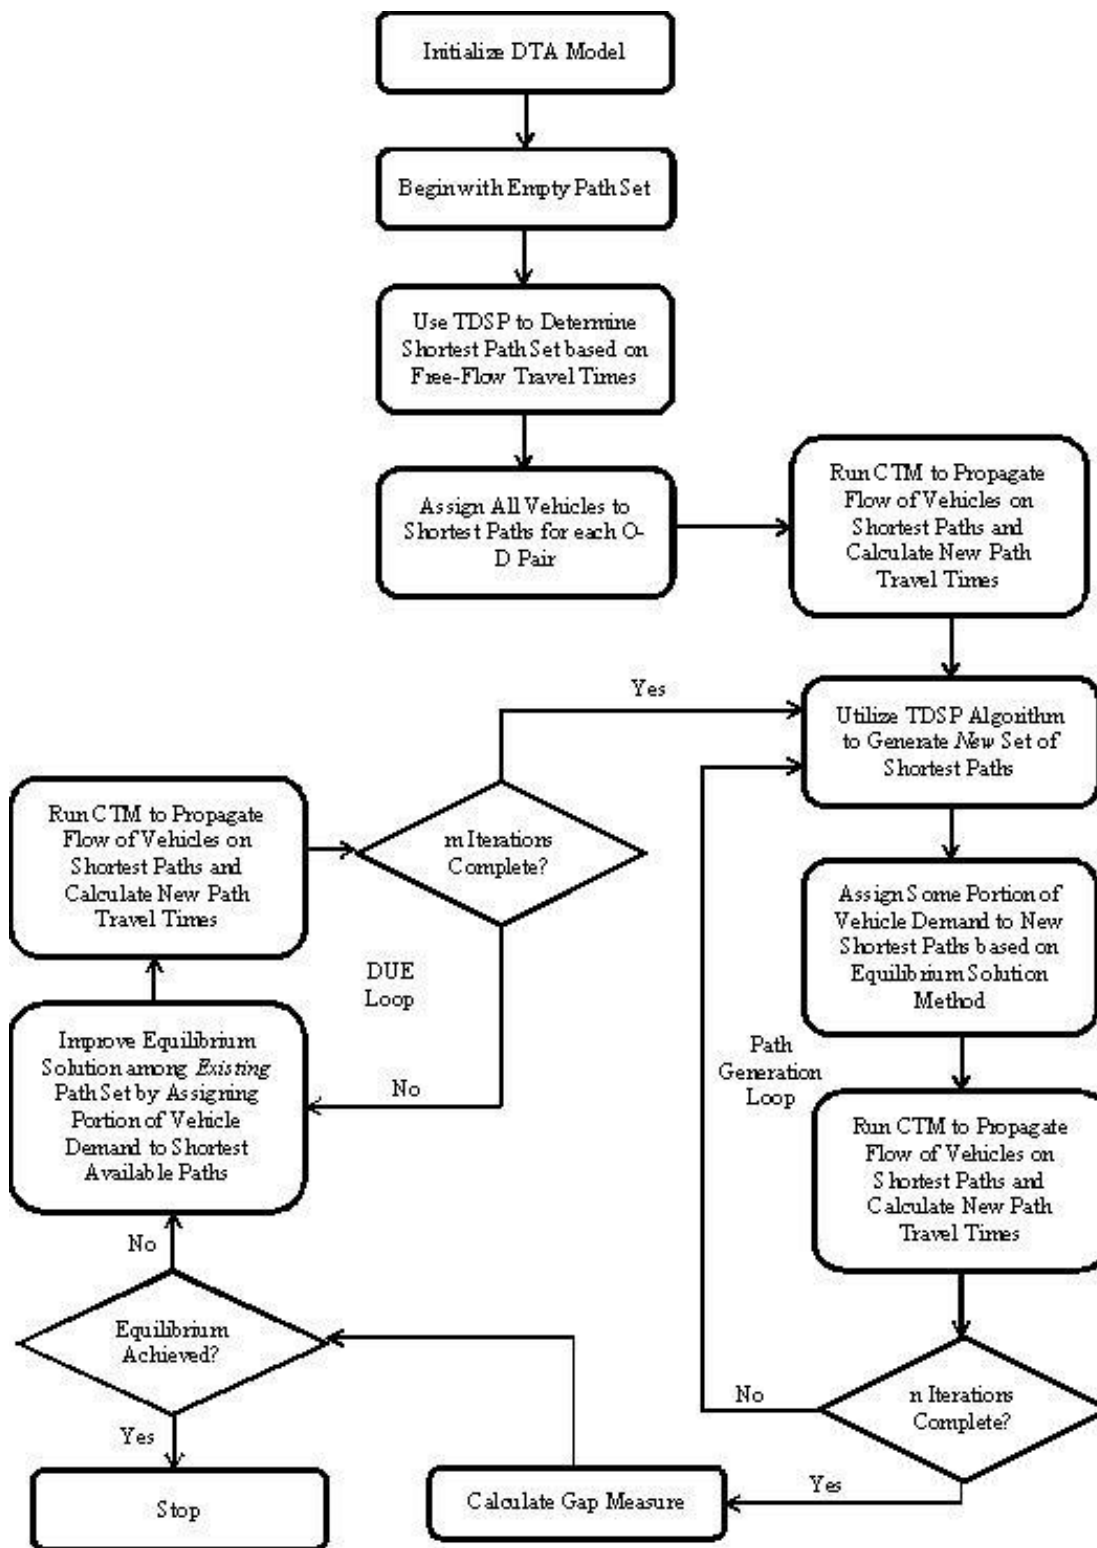 Initialize DTA Model
Begin with Empty Path Set
Use TDSP to Determine
Shortest Path Set based on
Free-Flow Travel Times
Assign All Vehicles to
Shortest Paths for each O-
D Pair
Run CTM to Propagate
Flow of Vehicles on
Shortest Paths and
Calculate New Path
Travel Times
Yes
Utilize TDSP Algorithm
to Generate New Set of
Shortest Paths
Run CTM to Propagate
Flow of Vehicles on
Shortest Paths and
Calculate New Path
Travel Times
m Iterations
Complete?
Assign Some Portion of
Vehicle Demand to New
Shortest Paths based on
Equilibrium Solution
Method
DUE
Loop
Improve Equilibrium
Solution among Existing
Path Set by Assigning
Portion of Vehicle
Demand to Shortest
Available Paths
No
Path
Generation
Loop
Run CTM to Propagate
Flow of Vehicles on
Shortest Paths and
Calculate New Path
Travel Times
No
Equilibrium
Achieved?
No
n Iterations
Complete?
Yes
Yes
Stop
Calculate Gap Measure